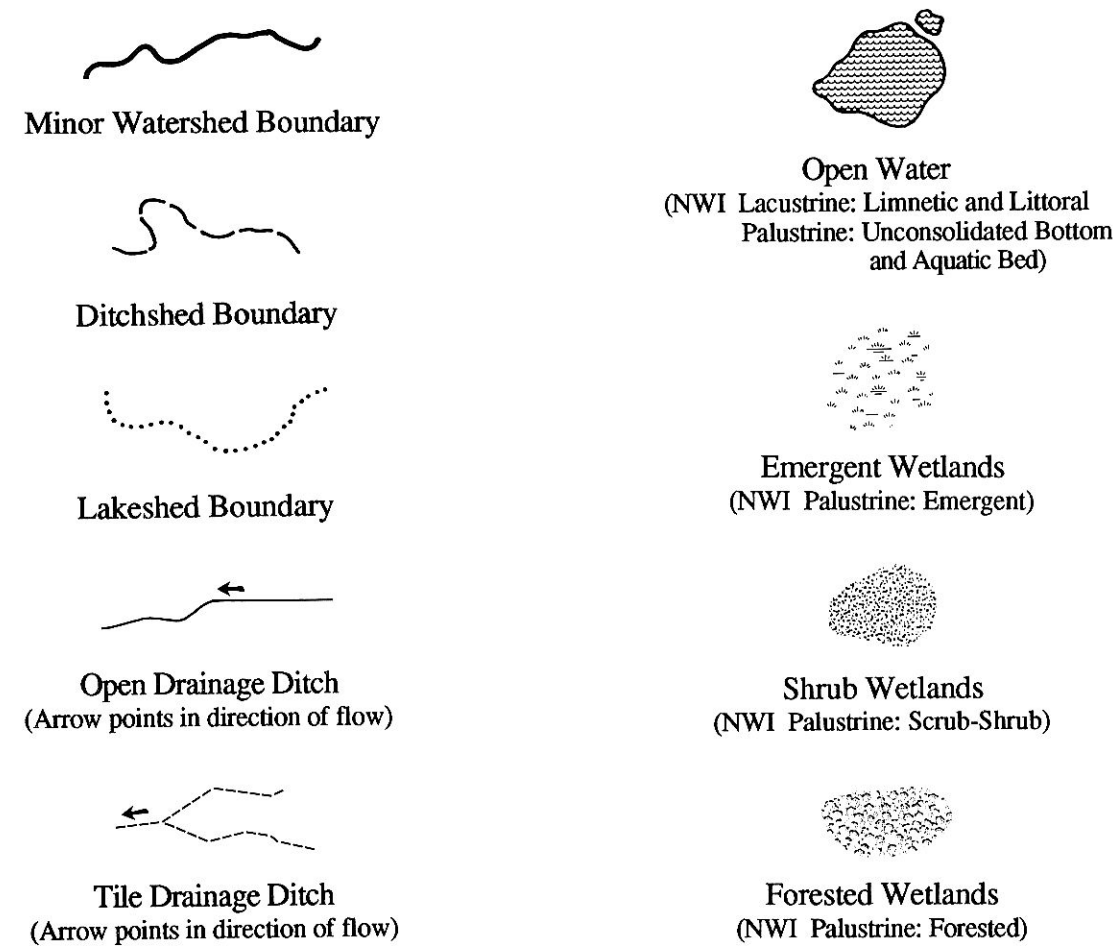 Minor Watershed Boundary
Ditchshed Boundary
Lakeshed Boundary
Open Drainage Ditch
(Arrow points in direction of flow)
Tile Drainage Ditch
(Arrow points in direction of flow)
Open Water
(NWI Lacustrine: Limnetic and Littoral
Palustrine: Unconsolidated Bottom
and Aquatic Bed)
Emergent Wetlands
(NWI Palustrine: Emergent)
Shrub Wetlands
(NWI Palustrine: Scrub-Shrub)
Forested Wetlands
(NWI Palustrine: Forested)